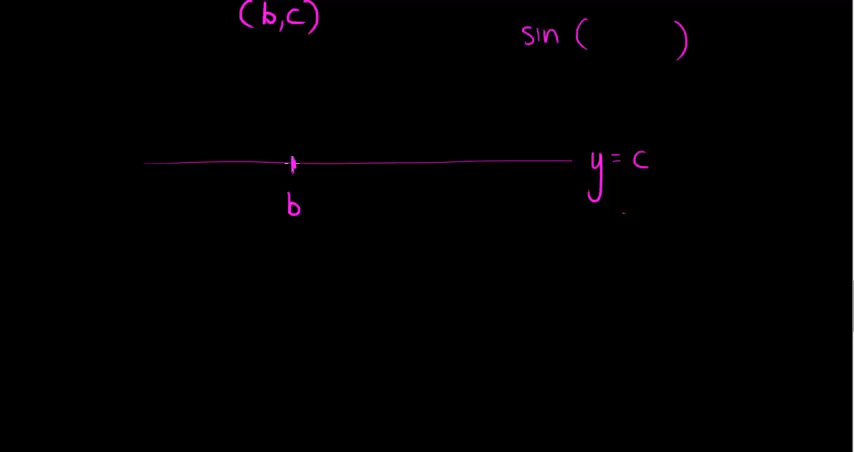 (b,c)
sin ( )
y = c
b